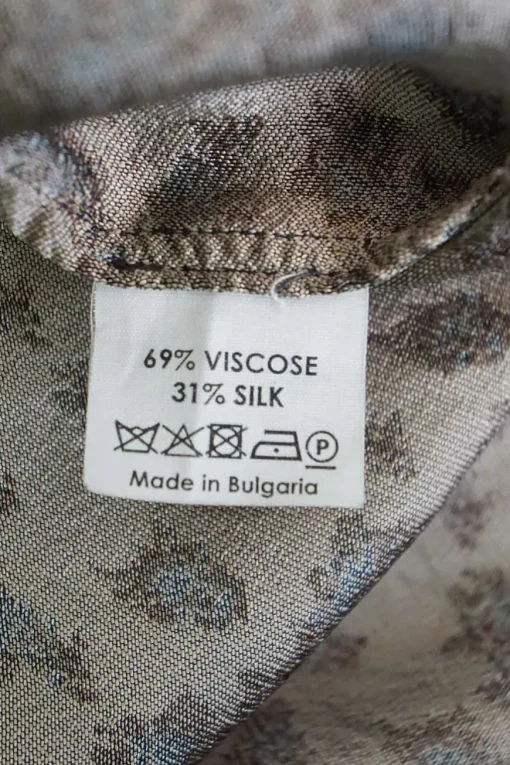 69% VISCOSE
31% SILK
P
Made in Bulgaria